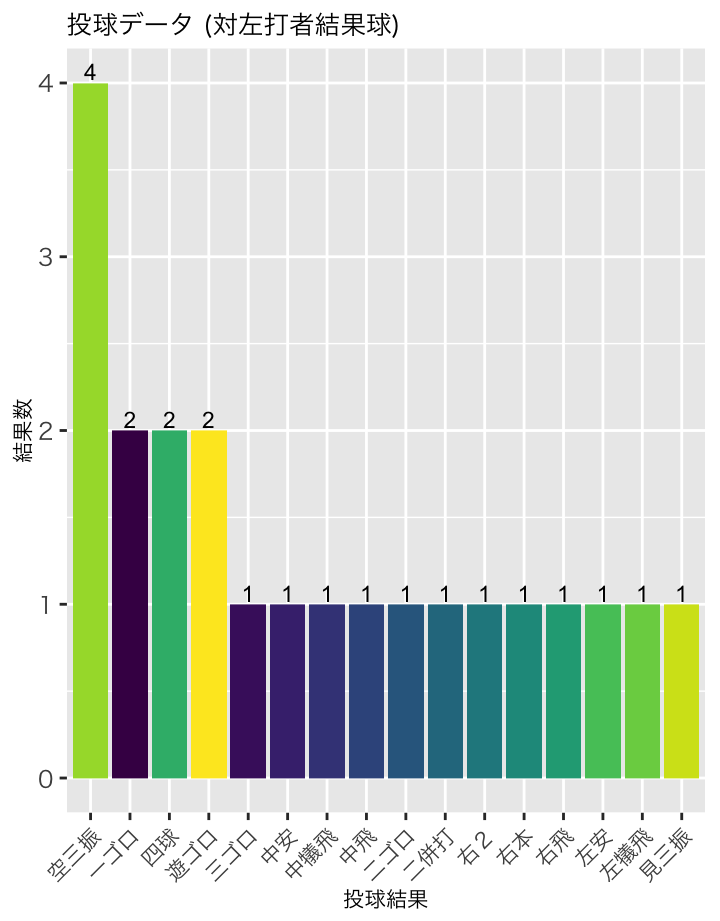 投球データ (対左打者結果球)
結果数
4
3
2
1
0
4
2
2
2
1
1
1
1
1
1
1
1
1
1
1
1
空三振
一ゴロ
四球
遊ゴロ
三ゴロ
中安
中犠飛
中飛
二ゴロ
二併打
右２
右本
右飛
左安
左犠飛
見三振
投球結果